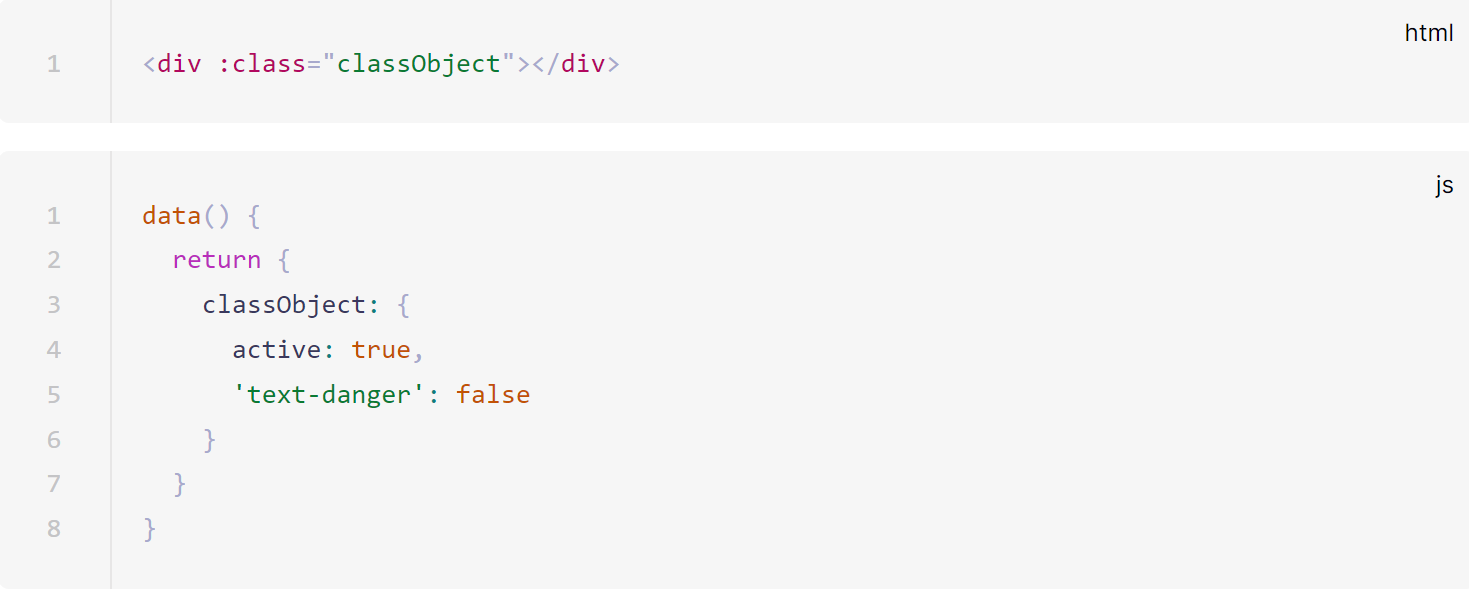 html
1 <div :class="classObject"></div>
js
1 data() {
2   return {
3     classObject: {
4       active: true,
5       'text-danger': false
6     }
7   }
8 }